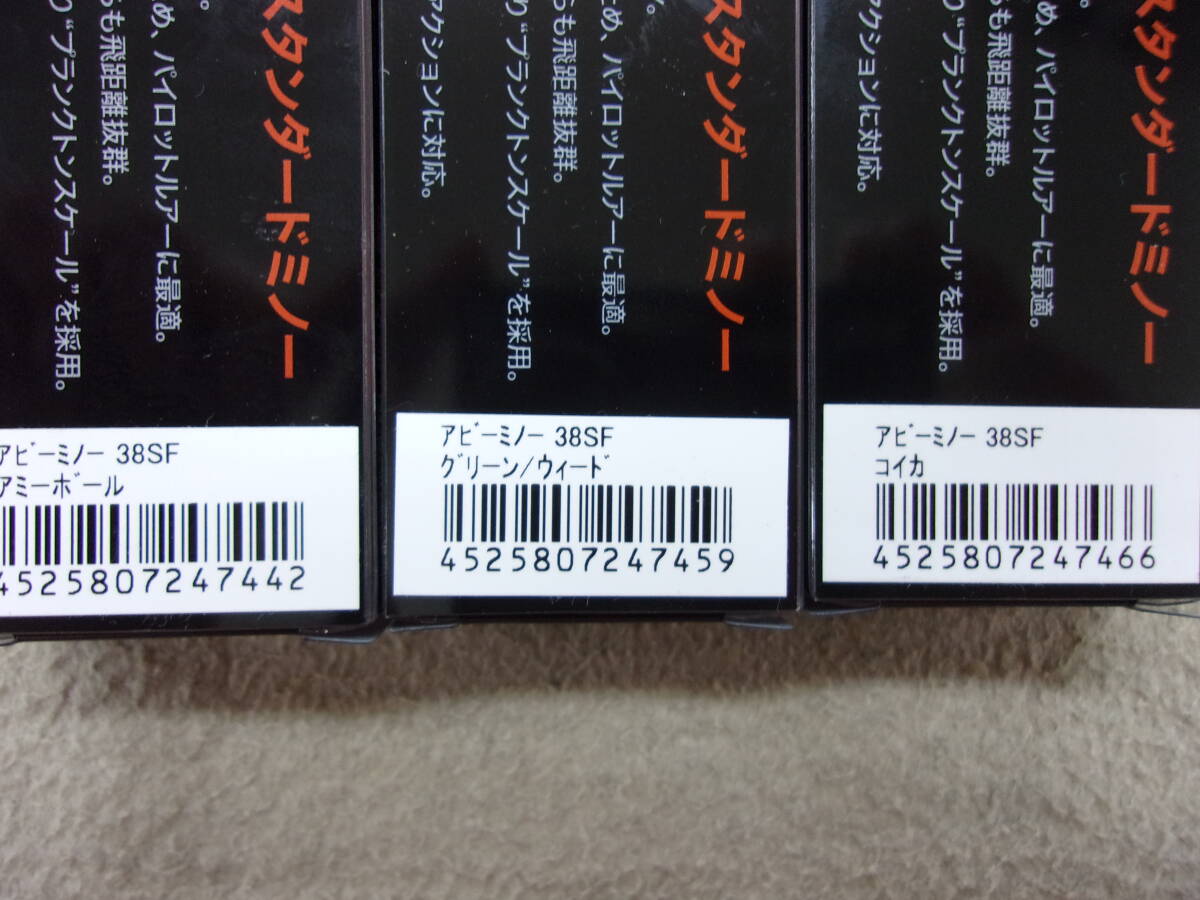 スタンダードミノー
め、パイロットルアーに最適。
も飛距離抜群。
"プランクトンスケール"を採用。
アピーミノー 38SF
アミーボール
4525807247442
スタンダードミノー
め、パイロットルアーに最適。
らも飛距離抜群。
り"プランクトンスケール"を採用。
アクションに対応。
アピーミノー 38SF
グリーン/ウィード
4525807247459
スタンダードミノー
め、パイロットルアーに最適。
らも飛距離抜群。
り"プランクトンスケール"を採用。
アクションに対応。
アピーミノー 38SF
コイカ
4525807247466